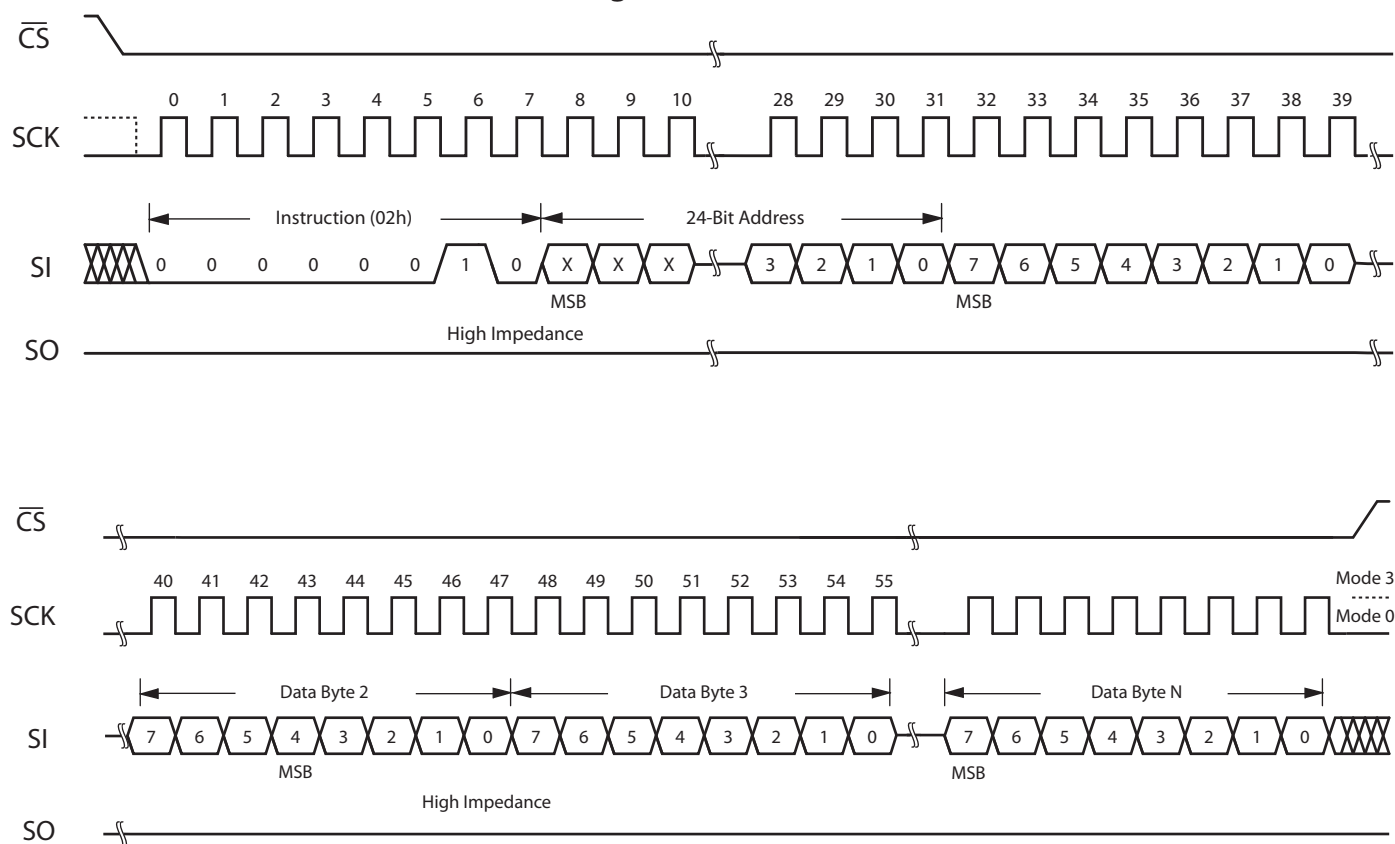 CS
0 1 2 3 4 5 6 7 8 9 10 28 29 30 31 32 33 34 35 36 37 38 39
SCK
Instruction (02h) 24-Bit Address
SI 0 0 0 0 0 0 1 0 X X X 3 2 1 0 7 6 5 4 3 2 1 0
MSB MSB
High Impedance
SO
CS
40 41 42 43 44 45 46 47 48 49 50 51 52 53 54 55 Mode 3
SCK Mode 0
Data Byte 2 Data Byte 3 Data Byte N
SI 7 6 5 4 3 2 1 0 7 6 5 4 3 2 1 0 7 6 5 4 3 2 1 0
MSB MSB
High Impedance
SO